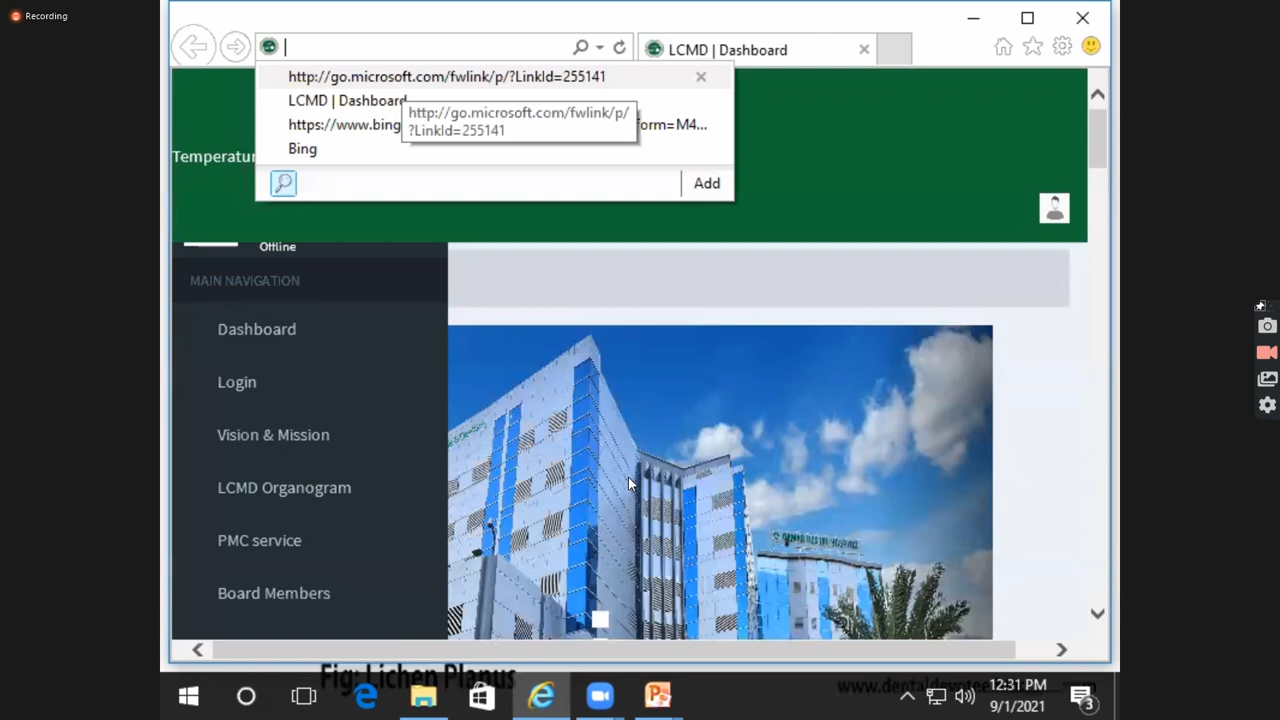 Recording
LCMD | Dashboard
http://go.microsoft.com/fwlink/p/?LinkId=255141
LCMD | Dashboard
http://go.microsoft.com/fwlink/p/
?LinkId=255141
https://www.bing
form=M4...
Bing
Add
Temperatur
Offline
MAIN NAVIGATION
Dashboard
Login
Vision & Mission
LCMD Organogram
PMC service
Board Members
Fig: Lichen Planus
12:31 PM
9/1/2021
3